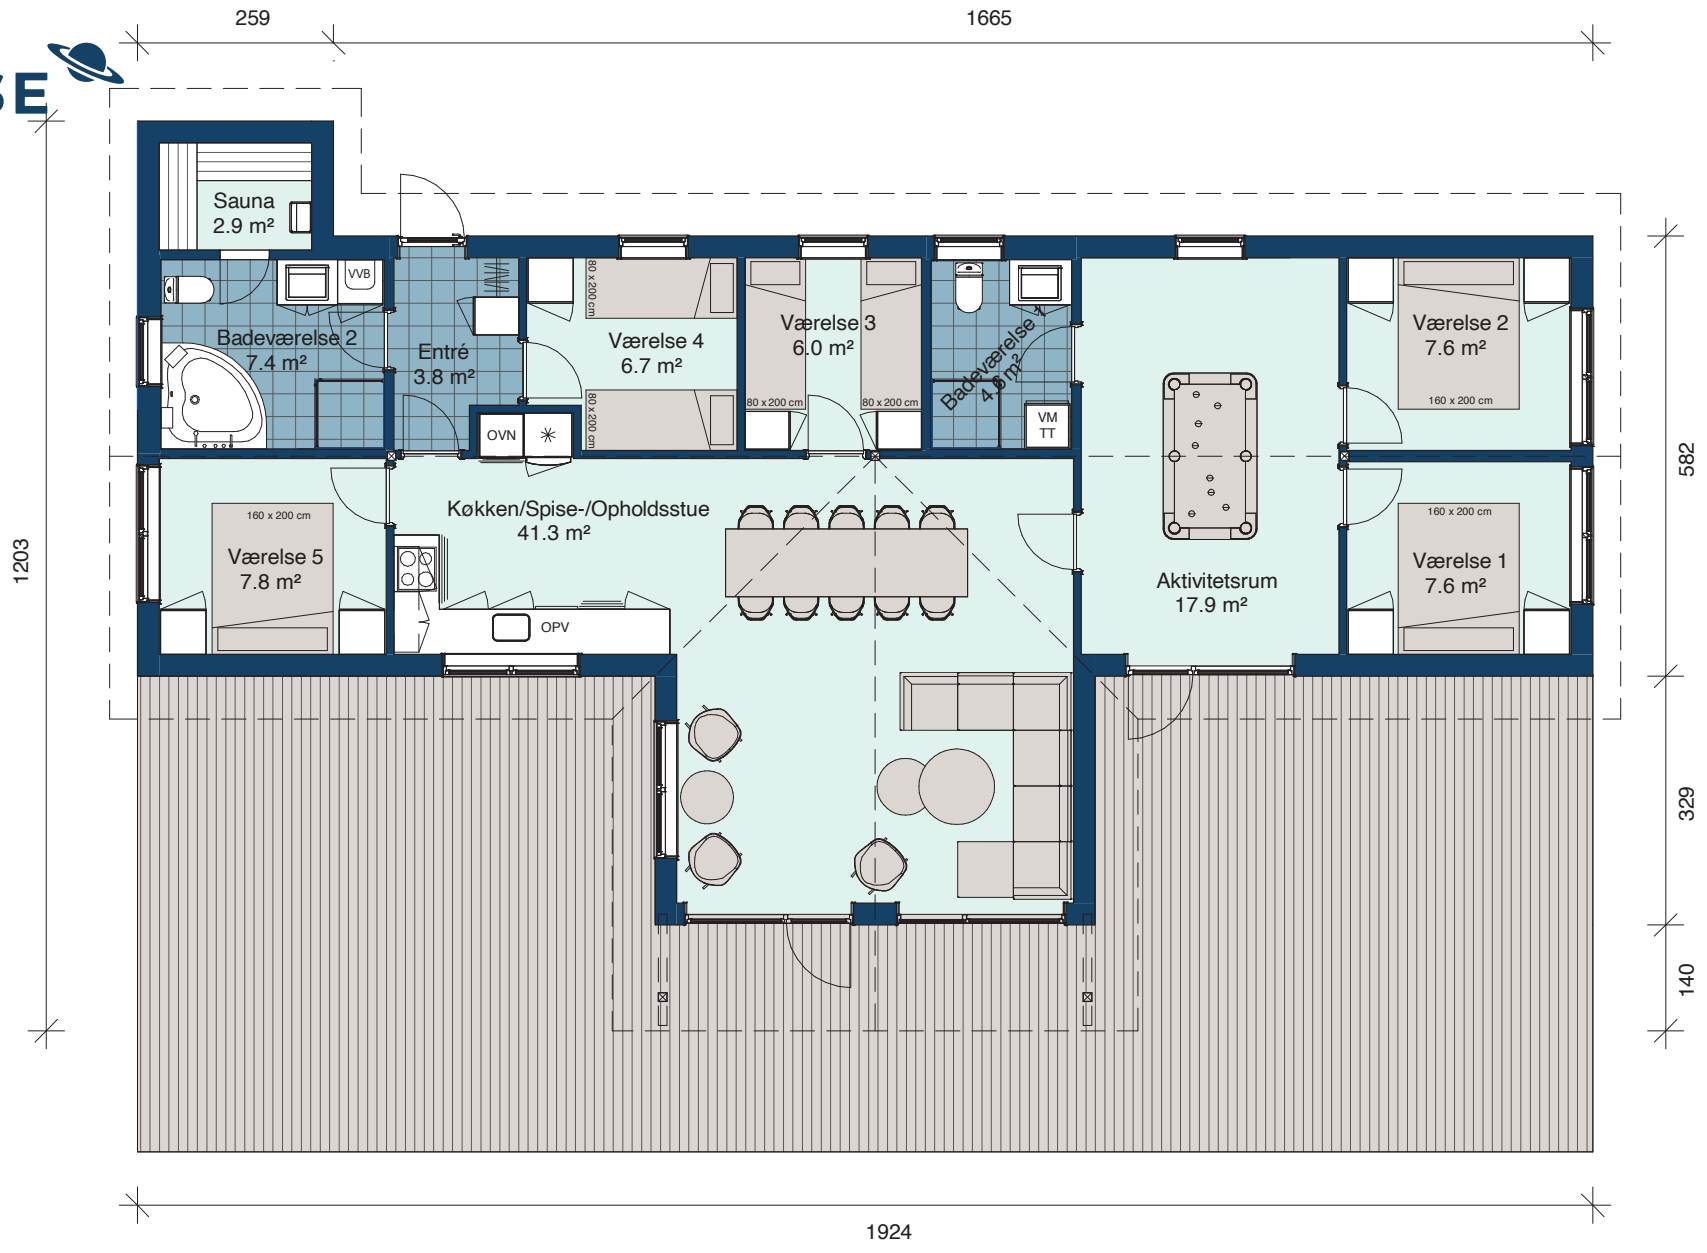 259
1665
SE
Sauna
2.9 m²
VVB
Badeværelse 2
7.4 m²
Entré
3.8 m²
80 x 200 cm
Værelse 4
6.7 m²
80 x 200 cm
Værelse 3
6.0 m²
80 x 200 cm
80 x 200 cm
Badeværelse 1
4.6 m²
VM
TT
Værelse 2
7.6 m²
160 x 200 cm
OVN
582
1203
160 x 200 cm
Værelse 5
7.8 m²
Køkken/Spise-/Opholdsstue
41.3 m²
OPV
Aktivitetsrum
17.9 m²
160 x 200 cm
Værelse 1
7.6 m²
329
140
1924